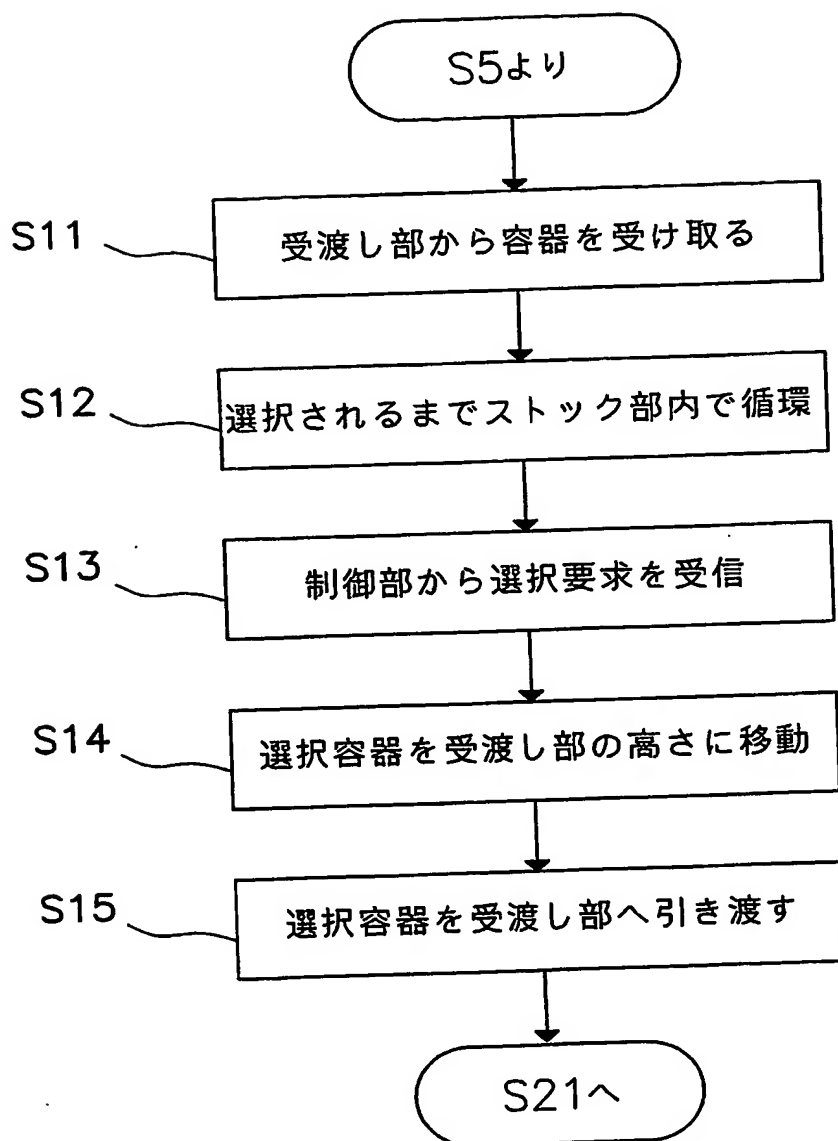 S5より
S11
受渡し部から容器を受け取る
S12
選択されるまでストック部内で循環
S13
制御部から選択要求を受信
S14
選択容器を受渡し部の高さに移動
S15
選択容器を受渡し部へ引き渡す
S21へ